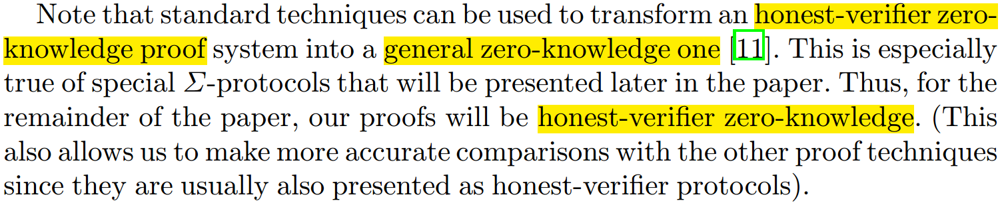 Note that standard techniques can be used to transform an honest-verifier zero-
knowledge proof system into a general zero-knowledge one [11]. This is especially
true of special Σ-protocols that will be presented later in the paper. Thus, for the
remainder of the paper, our proofs will be honest-verifier zero-knowledge. (This
also allows us to make more accurate comparisons with the other proof techniques
since they are usually also presented as honest-verifier protocols).